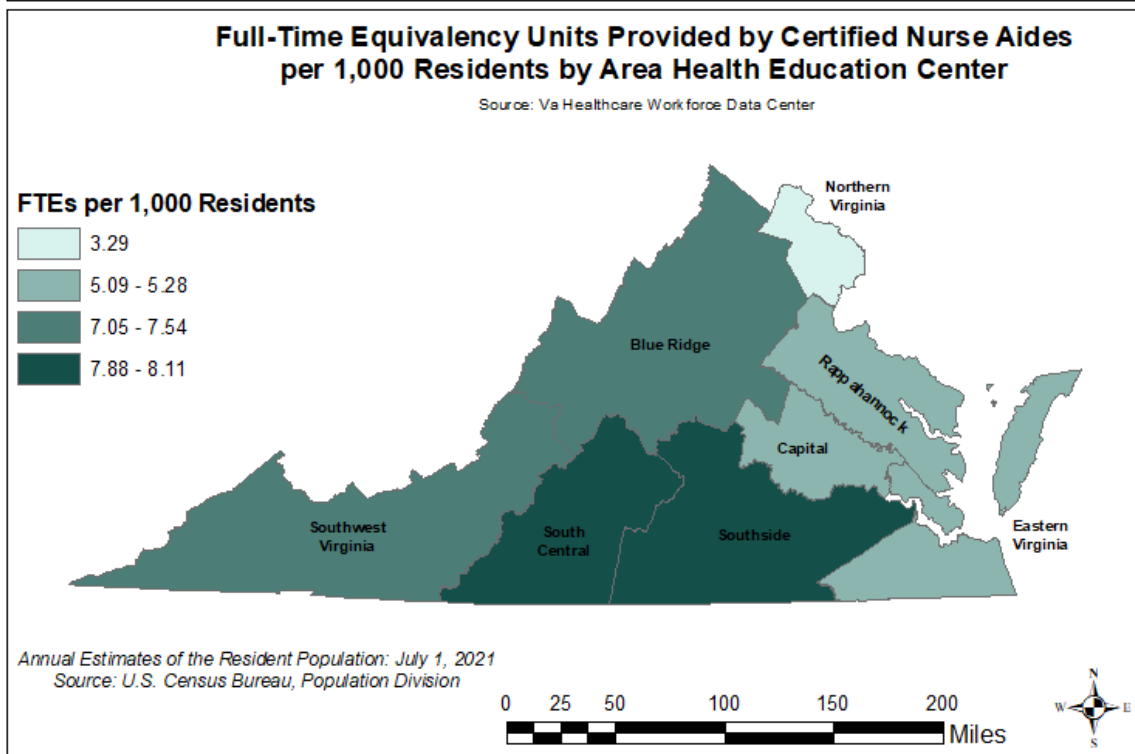 Full-Time Equivalency Units Provided by Certified Nurse Aides
per 1,000 Residents by Area Health Education Center
Source: Va Healthcare Workforce Data Center
FTEs per 1,000 Residents
3.29
5.09 - 5.28
7.05 - 7.54
7.88 - 8.11
Northern
Virginia
Blue Ridge
Rappahannock
Capital
Southwest
Virginia
South
Central
Southside
Eastern
Virginia
Annual Estimates of the Resident Population: July 1, 2021
Source: U.S. Census Bureau, Population Division
0 25 50 100 150 200
Miles
N
W E
S